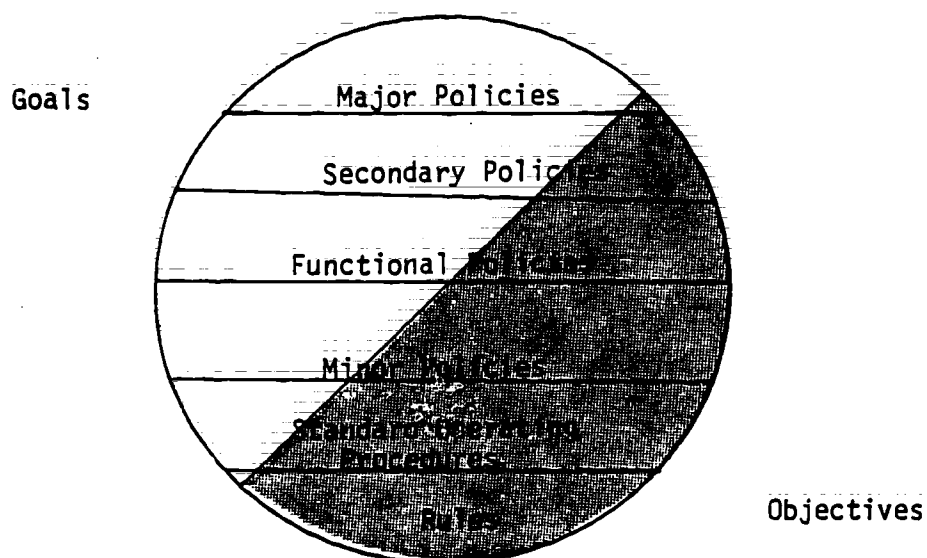 Goals
Major Policies
Secondary Policies
Functional Policies
Minor Policies
Standard Operating
Procedures
Rules
Objectives